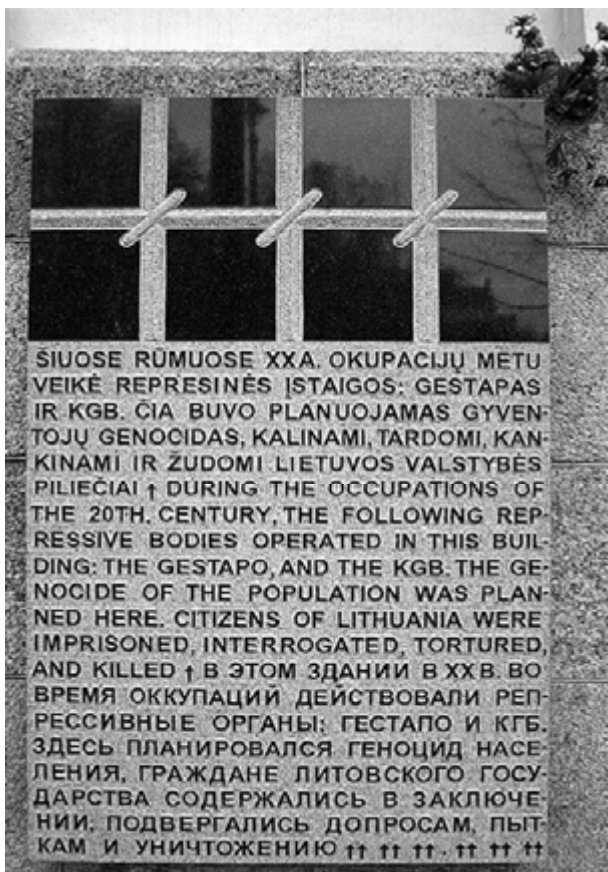 ŠIUOSE RŪMUOSE XXA. OKUPACIJŲ METU
VEIKĖ REPRESINĖS ĮSTAIGOS: GESTAPAS
IR KGB. ČIA BUVO PLANUOJAMAS GYVEN-
TOJŲ GENOCIDAS, KALINAMI, TARDOMI, KAN-
KINAMI IR ŽUDOMI LIETUVOS VALSTYBĖS
PILIEČIAI † DURING THE OCCUPATIONS OF
THE 20TH. CENTURY, THE FOLLOWING REP-
RESSIVE BODIES OPERATED IN THIS BUIL-
DING: THE GESTAPO, AND THE KGB. THE GE-
NOCIDE OF THE POPULATION WAS PLAN-
NED HERE. CITIZENS OF LITHUANIA WERE
IMPRISONED, INTERROGATED, TORTURED,
AND KILLED † В ЭТОМ ЗДАНИИ В XX В. ВО
ВРЕМЯ ОККУПАЦИЙ ДЕЙСТВОВАЛИ РЕП-
РЕССИВНЫЕ ОРГАНЫ: ГЕСТАПО И КГБ.
ЗДЕСЬ ПЛАНИРОВАЛСЯ ГЕНОЦИД НАСЕ-
ЛЕНИЯ, ГРАЖДАНЕ ЛИТОВСКОГО ГОСУ-
ДАРСТВА СОДЕРЖАЛИСЬ В ЗАКЛЮЧЕ-
НИИ, ПОДВЕРГАЛИСЬ ДОПРОСАМ, ПЫТ-
КАМ И УНИЧТОЖЕНИЮ †† †† ††. †† †† ††